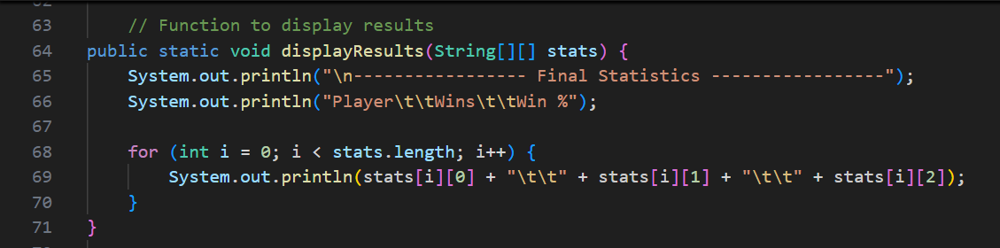 63 // Function to display results
64 public static void displayResults(String[][] stats) {
65 System.out.println("\n----------------- Final Statistics -----------------");
66 System.out.println("Player\t\tWins\t\tWin %");
67
68 for (int i = 0; i < stats.length; i++) {
69 System.out.println(stats[i][0] + "\t\t" + stats[i][1] + "\t\t" + stats[i][2]);
70 }
71 }